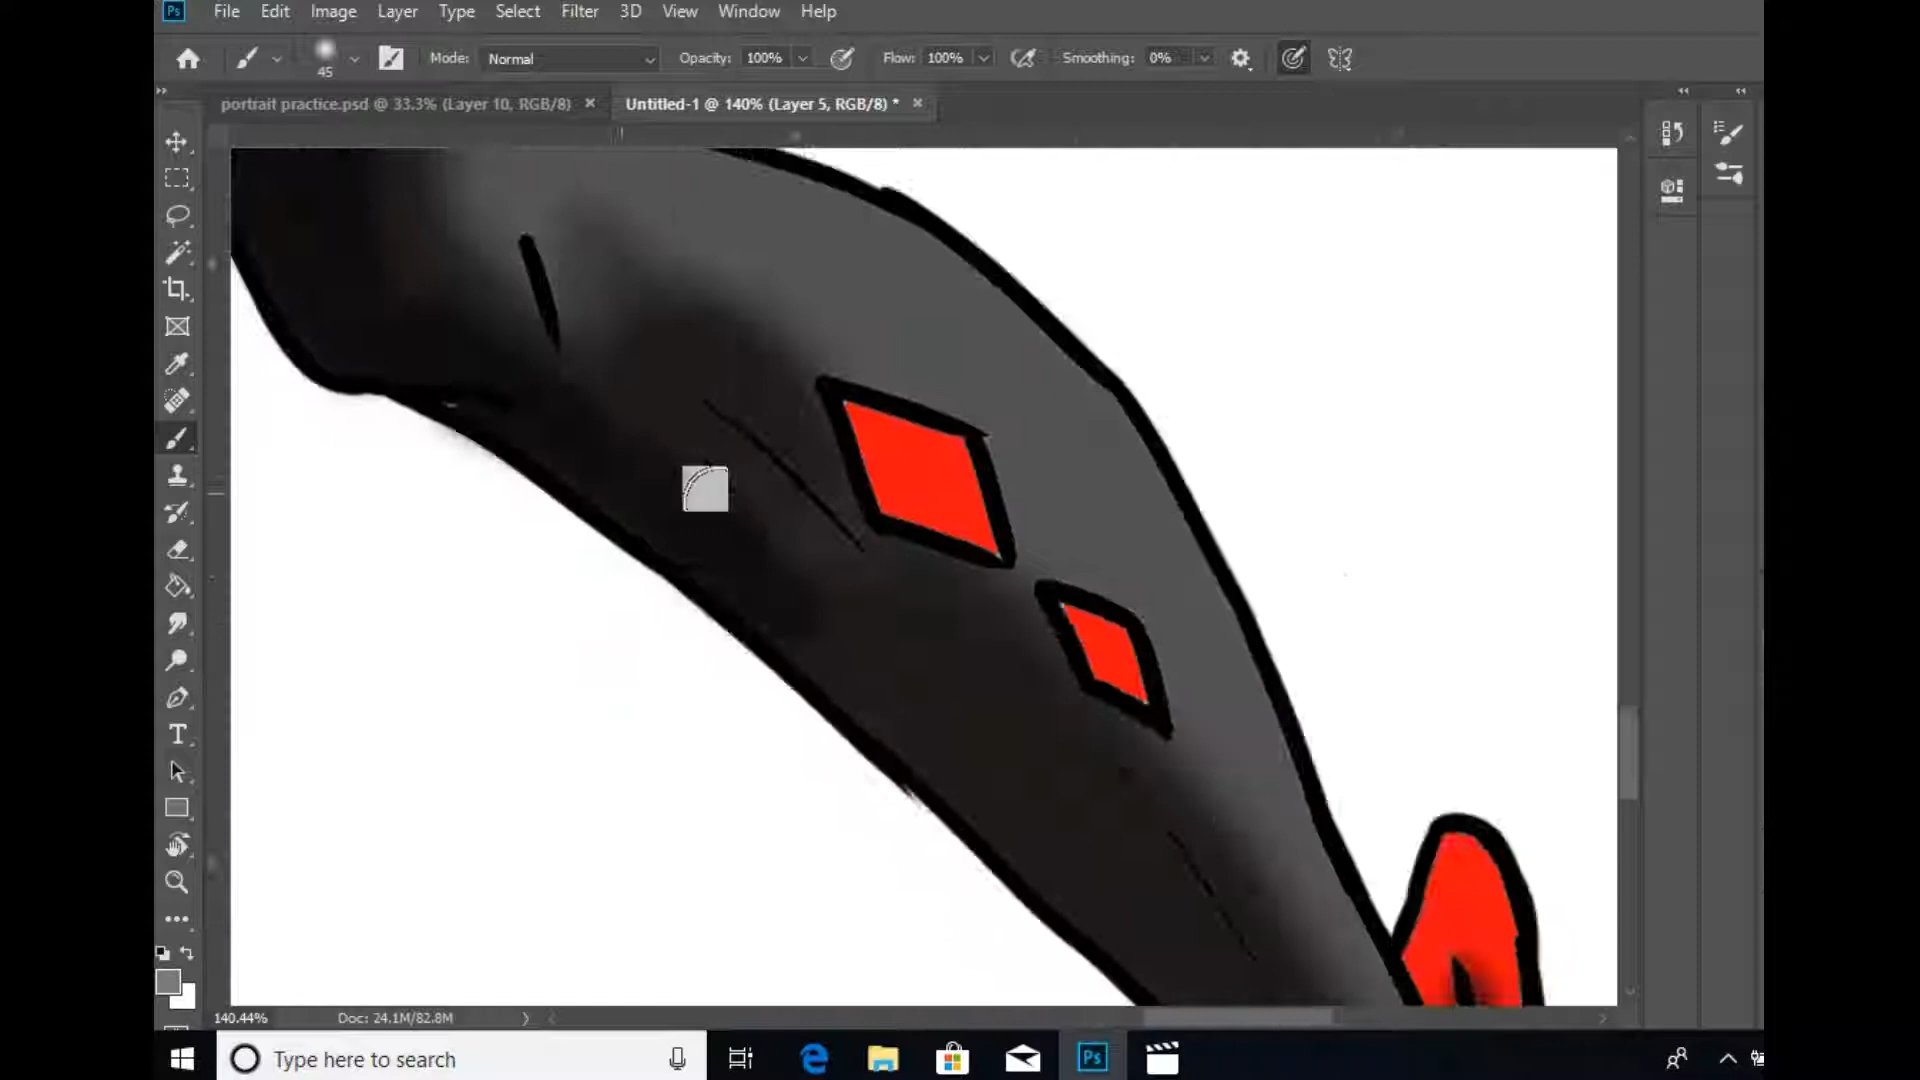 Ps File Edit Image Layer Type Select Filter 3D View Window Help
45 Mode: Normal Opacity: 100% Flow: 100% Smoothing: 0%
portrait practice.psd @ 33.3% (Layer 10, RGB/8) × Untitled-1 @ 140% (Layer 5, RGB/8) * ×
T
140.44% Doc: 24.1M/82.8M
Type here to search Ps